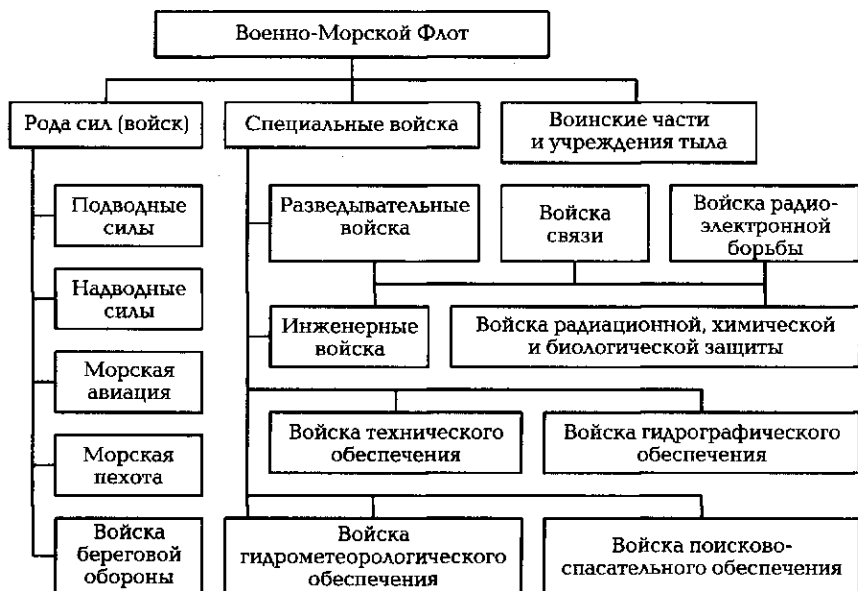 Военно-Морской Флот
Рода сил (войск)
Специальные войска
Воинские части
и учреждения тыла
Подводные
силы
Надводные
силы
Морская
авиация
Морская
пехота
Войска
береговой
обороны
Разведывательные
войска
Войска
связи
Войска радио-
электронной
борьбы
Инженерные
войска
Войска радиационной, химической
и биологической защиты
Войска технического
обеспечения
Войска гидрографического
обеспечения
Войска
гидрометеорологического
обеспечения
Войска поисково-
спасательного обеспечения